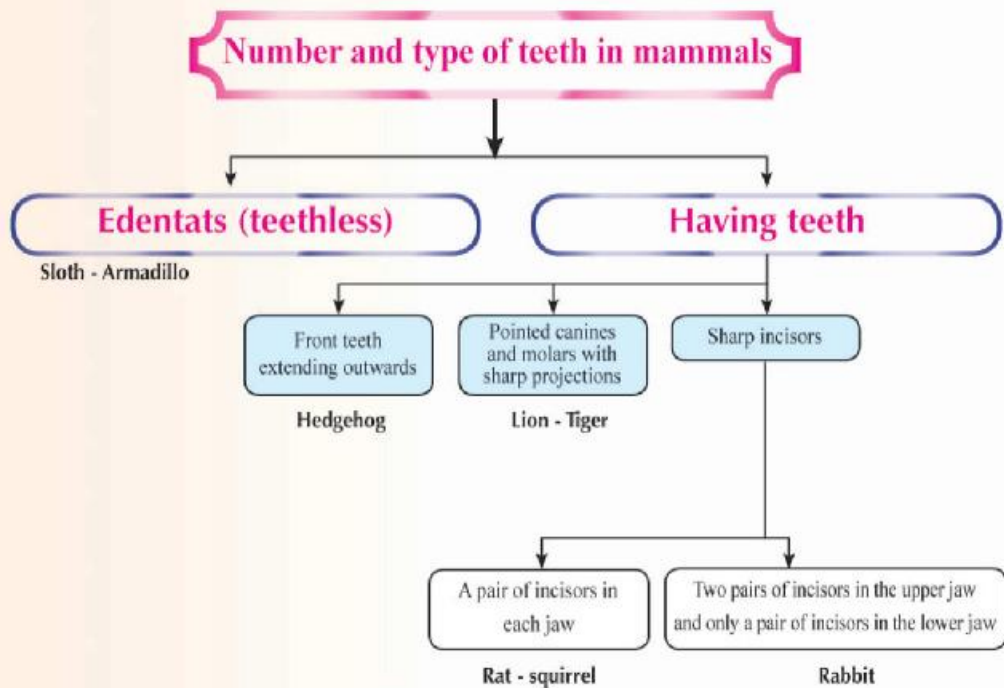 Number and type of teeth in mammals
Edentats (teethless)
Having teeth
Sloth - Armadillo
Front teeth
extending outwards
Pointed canines
and molars with
sharp projections
Sharp incisors
Hedgehog
Lion - Tiger
A pair of incisors in
each jaw
Two pairs of incisors in the upper jaw
and only a pair of incisors in the lower jaw
Rat - squirrel
Rabbit